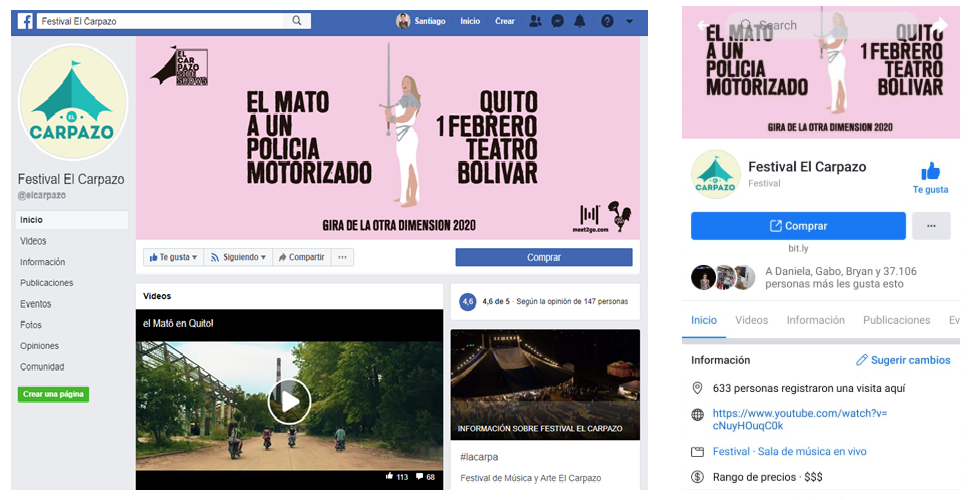 Festival El Carpazo
Santiago
Inicio
Crear
EL
CARPAZO
Festival El Carpazo
@elcarpazo
Inicio
Videos
Información
Publicaciones
Eventos
Fotos
Opiniones
Comunidad
Crear una página
EL
CAR
PAZO
SHOWS
EL MATO
A UN
POLICIA
MOTORIZADO
QUITO
1 FEBRERO
TEATRO
BOLIVAR
GIRA DE LA OTRA DIMENSION 2020
meet2go.com
Te gusta
Siguiendo
Compartir
Comprar
Videos
el Mató en Quito!
113
68
4,6
4,6 de 5 · Según la opinión de 147 personas
INFORMACIÓN SOBRE FESTIVAL EL CARPAZO
#lacarpa
Festival de Música y Arte El Carpazo
Search
EL MATO
A UN
POLICIA
MOTORIZADO
QUITO
1 FEBRERO
TEATRO
BOLIVAR
GIRA DE LA OTRA DIMENSION 2020
EL
CARPAZO
Festival El Carpazo
Festival
Te gusta
Comprar
bit.ly
A Daniela, Gabo, Bryan y 37.106
personas más les gusta esto
Inicio
Videos
Información
Publicaciones
Ev
Información
Sugerir cambios
633 personas registraron una visita aquí
https://www.youtube.com/watch?v=
cNuyHOuqC0k
Festival · Sala de música en vivo
Rango de precios · $$$